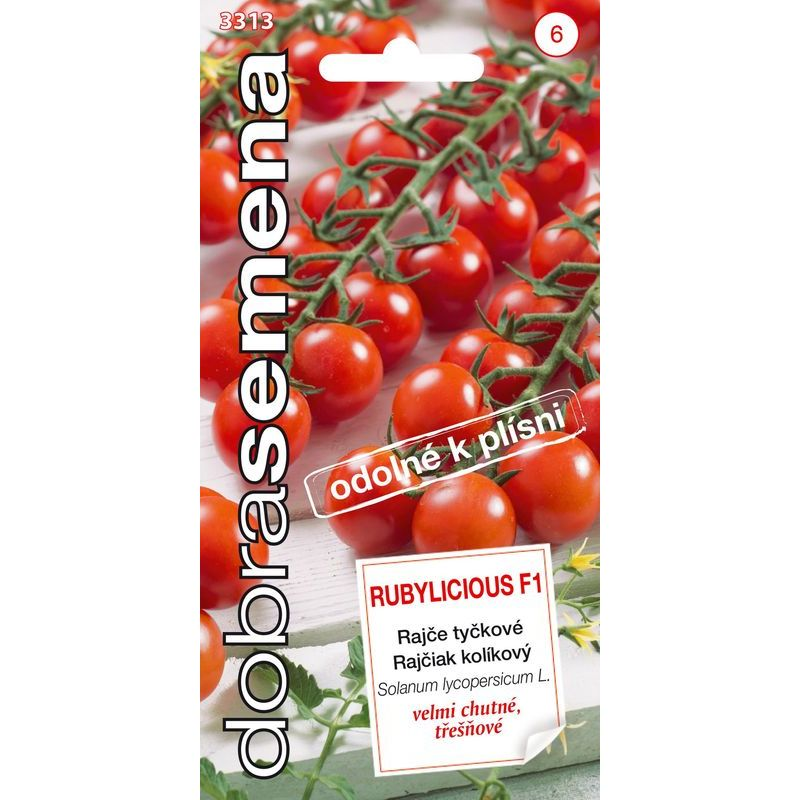 3313
6
dobrasemena
odolné k plísni
RUBYLICIOUS F1
Rajče tyčkové
Rajčiak kolíkový
Solanum lycopersicum L.
velmi chutné,
třešňové